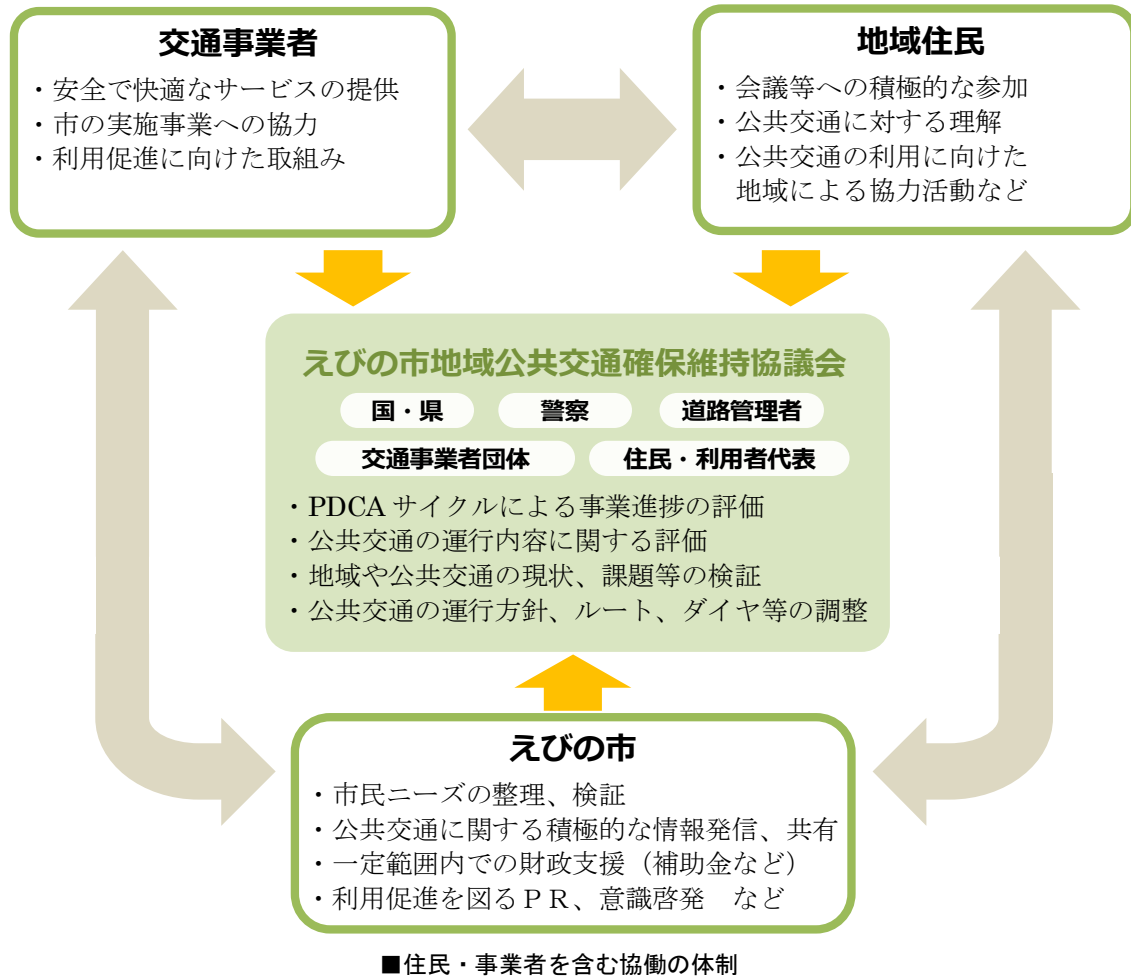 交通事業者
・安全で快適なサービスの提供
・市の実施事業への協力
・利用促進に向けた取組み
地域住民
・会議等への積極的な参加
・公共交通に対する理解
・公共交通の利用に向けた
地域による協力活動など
えびの市地域公共交通確保維持協議会
国・県
警察
道路管理者
交通事業者団体
住民・利用者代表
・PDCAサイクルによる事業進捗の評価
・公共交通の運行内容に関する評価
・地域や公共交通の現状、課題等の検証
・公共交通の運行方針、ルート、ダイヤ等の調整
えびの市
・市民ニーズの整理、検証
・公共交通に関する積極的な情報発信、共有
・一定範囲内での財政支援（補助金など）
・利用促進を図るＰＲ、意識啓発　など
■住民・事業者を含む協働の体制